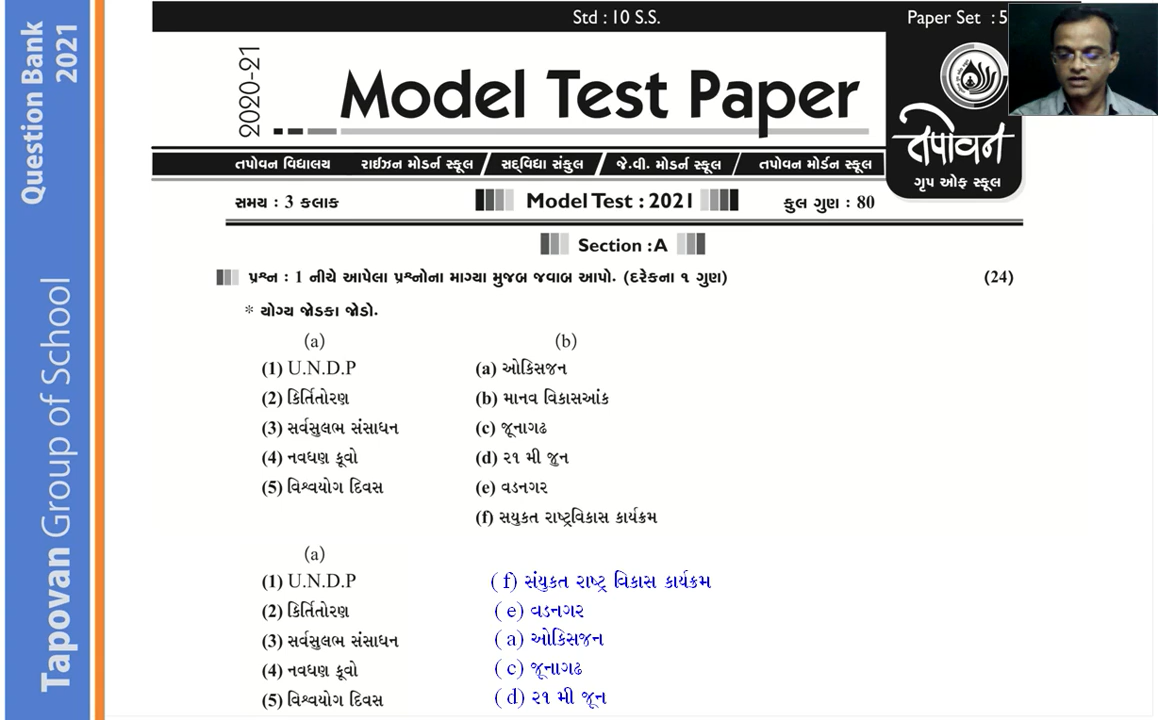 Question Bank
2021
Tapovan Group of School
Std : 10 S.S.
Paper Set : 5
2020-21
Model Test Paper
તપોવન
ગૃપ ઓફ સ્કૂલ
તપોવન વિદ્યાલય રાઈઝન મોડર્ન સ્કૂલ / સદ્‌વિદ્યા સંકુલ / જે.વી. મોડર્ન સ્કૂલ / તપોવન મોર્ડન સ્કૂલ
સમય : 3 કલાક Model Test : 2021 કુલ ગુણ : 80
Section : A
પ્રશ્ન : 1 નીચે આપેલા પ્રશ્નોના માગ્યા મુજબ જવાબ આપો. (દરેકના ૧ ગુણ) (24)
* યોગ્ય જોડકા જોડો.
(a) (b)
(1) U.N.D.P (a) ઓકિસજન
(2) કિર્તિતોરણ (b) માનવ વિકાસઆંક
(3) સર્વસુલભ સંસાધન (c) જૂનાગઢ
(4) નવઘણ કૂવો (d) ૨૧ મી જુન
(5) વિશ્વયોગ દિવસ (e) વડનગર
(f) સયુકત રાષ્ટ્રવિકાસ કાર્યક્રમ
(a)
(1) U.N.D.P ( f ) સંયુકત રાષ્ટ્ર વિકાસ કાર્યક્રમ
(2) કિર્તિતોરણ ( e ) વડનગર
(3) સર્વસુલભ સંસાધન ( a ) ઓકિસજન
(4) નવઘણ કૂવો ( c ) જૂનાગઢ
(5) વિશ્વયોગ દિવસ ( d ) ૨૧ મી જૂન